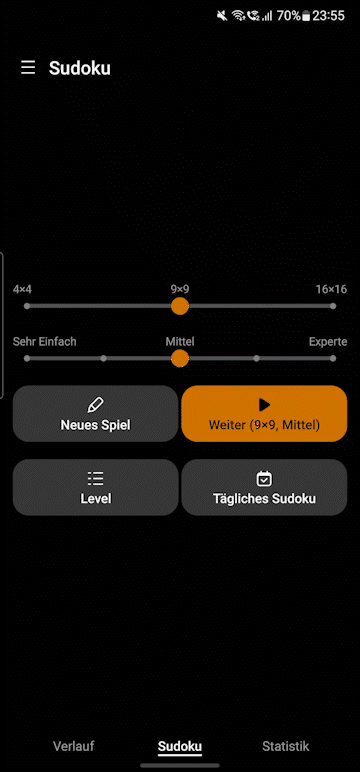 70% 23:55
Sudoku
4×4 9×9 16×16
Sehr Einfach Mittel Experte
Neues Spiel
Weiter (9×9, Mittel)
Level
Tägliches Sudoku
Verlauf Sudoku Statistik